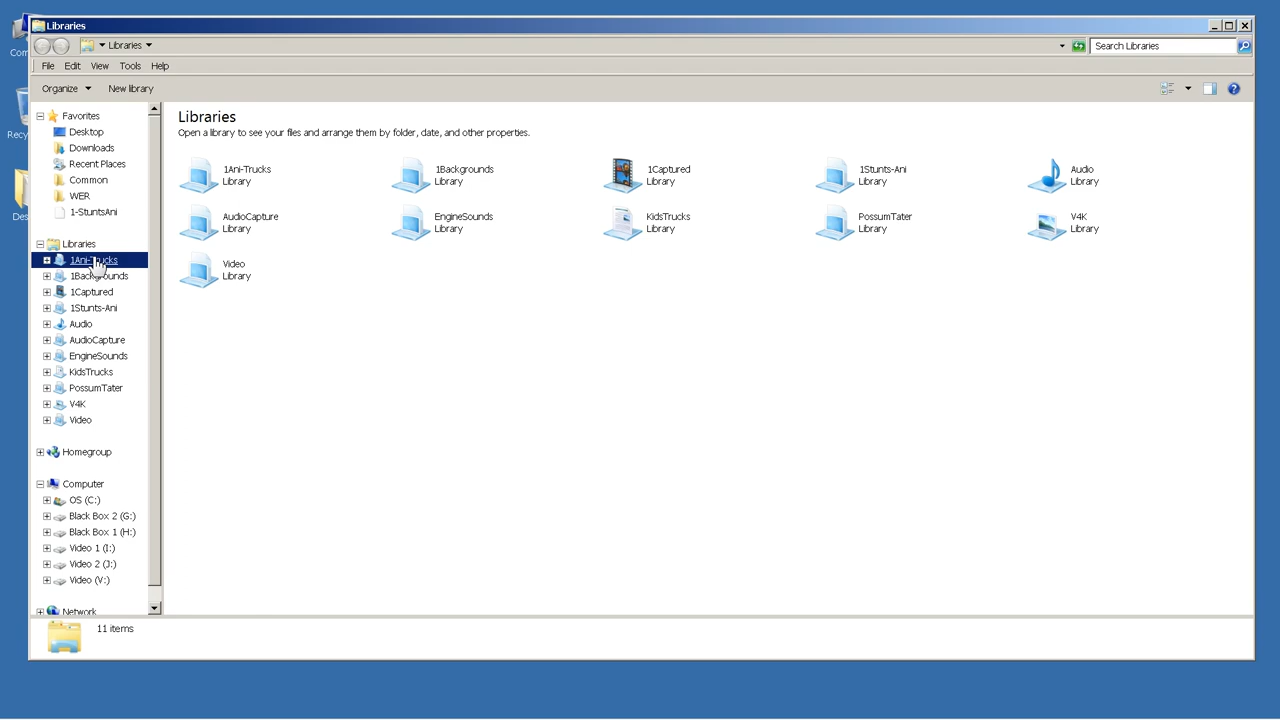 Libraries
Libraries
Search Libraries
File Edit View Tools Help
Organize New library
Favorites
Desktop
Downloads
Recent Places
Common
WER
1-StuntsAni
Libraries
1Ani-Trucks
1Backgrounds
1Captured
1Stunts-Ani
Audio
AudioCapture
EngineSounds
KidsTrucks
PossumTater
V4K
Video
Homegroup
Computer
OS (C:)
Black Box 2 (G:)
Black Box 1 (H:)
Video 1 (I:)
Video 2 (J:)
Video (V:)
Network
Libraries
Open a library to see your files and arrange them by folder, date, and other properties.
1Ani-Trucks
Library
1Backgrounds
Library
1Captured
Library
1Stunts-Ani
Library
Audio
Library
AudioCapture
Library
EngineSounds
Library
KidsTrucks
Library
PossumTater
Library
V4K
Library
Video
Library
11 items